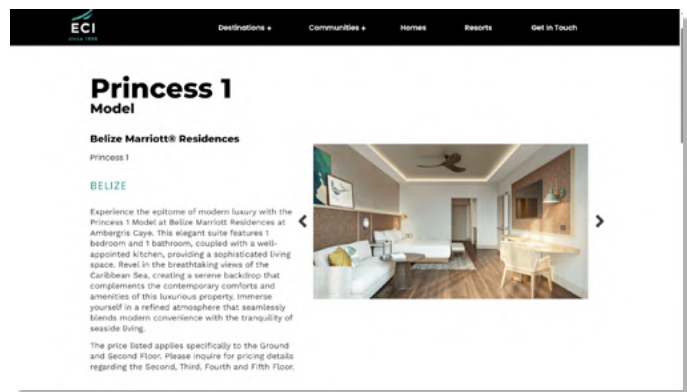 ECI
since 1996
Destinations +
Communities +
Homes
Resorts
Get In Touch
Princess 1
Model
Belize Marriott® Residences
Princess 1
BELIZE
Experience the epitome of modern luxury with the
Princess 1 Model at Belize Marriott Residences at
Ambergris Caye. This elegant suite features 1
bedroom and 1 bathroom, coupled with a well-
appointed kitchen, providing a sophisticated living
space. Revel in the breathtaking views of the
Caribbean Sea, creating a serene backdrop that
complements the contemporary comforts and
amenities of this luxurious property. Immerse
yourself in a refined atmosphere that seamlessly
blends modern convenience with the tranquility of
seaside living.
The price listed applies specifically to the Ground
and Second Floor. Please inquire for pricing details
regarding the Second, Third, Fourth and Fifth Floor.